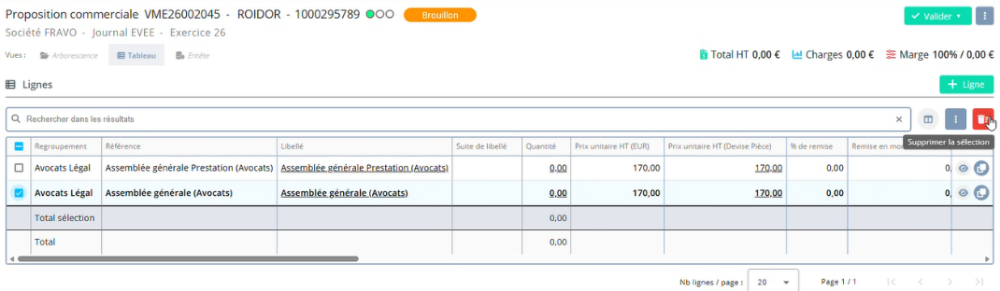 Proposition commerciale VME26002045 - ROIDOR - 1000295789 Brouillon Valider
Société FRAVO - Journal EVEE - Exercice 26
Vues : Arborescence Tableau Entête Total HT 0,00 € Charges 0,00 € Marge 100% / 0,00 €
Lignes + Ligne
Rechercher dans les résultats
Supprimer la sélection
Regroupement Référence Libellé Suite de libellé Quantité Prix unitaire HT (EUR) Prix unitaire HT (Devise Pièce) % de remise Remise en mon
Avocats Légal Assemblée générale Prestation (Avocats) Assemblée générale Prestation (Avocats) 0,00 170,00 170,00 0.00 0,
Avocats Légal Assemblée générale (Avocats) Assemblée générale (Avocats) 0,00 170,00 170,00 0,00 0,
Total sélection 0,00
Total 0,00
Nb lignes / page : 20 Page 1 / 1